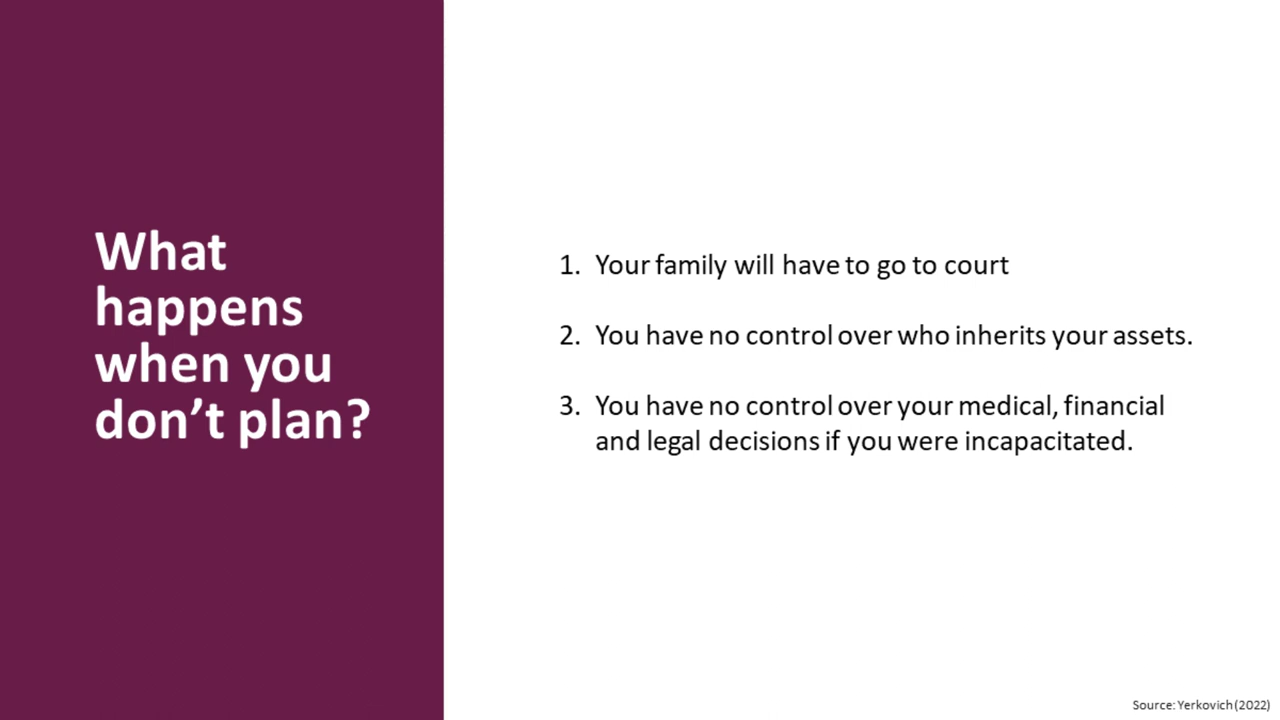 What
happens
when you
don’t plan?
1. Your family will have to go to court
2. You have no control over who inherits your assets.
3. You have no control over your medical, financial
and legal decisions if you were incapacitated.
Source: Yerkovich (2022)